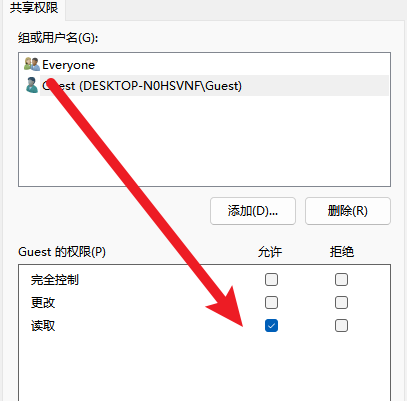 共享权限
组或用户名(G):
Everyone
Guest (DESKTOP-N0HSVNF\Guest)
添加(D)...
删除(R)
Guest 的权限(P)
允许
拒绝
完全控制
更改
读取